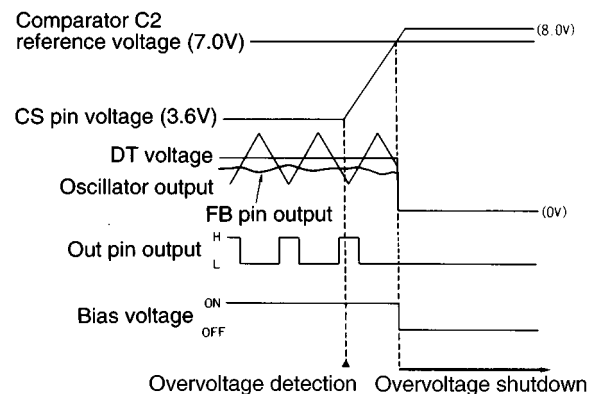 Comparator C2
reference voltage (7.0V)
(8.0V)
CS pin voltage (3.6V)
DT voltage
Oscillator output
FB pin output
(0V)
Out pin output
H
L
Bias voltage
ON
OFF
Overvoltage detection
Overvoltage shutdown